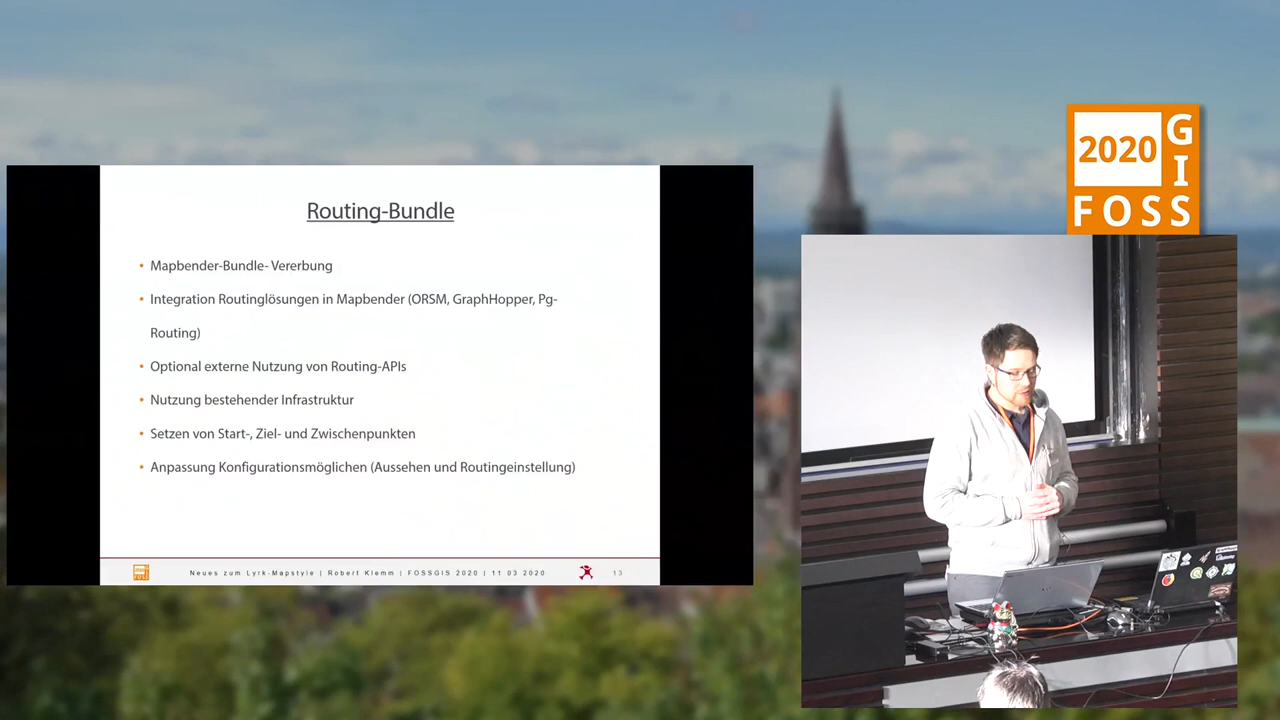 Routing-Bundle
• Mapbender-Bundle- Vererbung
• Integration Routinglösungen in Mapbender (ORSM, GraphHopper, Pg-
Routing)
• Optional externe Nutzung von Routing-APIs
• Nutzung bestehender Infrastruktur
• Setzen von Start-, Ziel- und Zwischenpunkten
• Anpassung Konfigurationsmöglichen (Aussehen und Routingeinstellung)
Neues zum Lyrk-Mapstyle | Robert Klemm | FOSSGIS 2020 | 11 03 2020
13
2020
GIS
FOSS